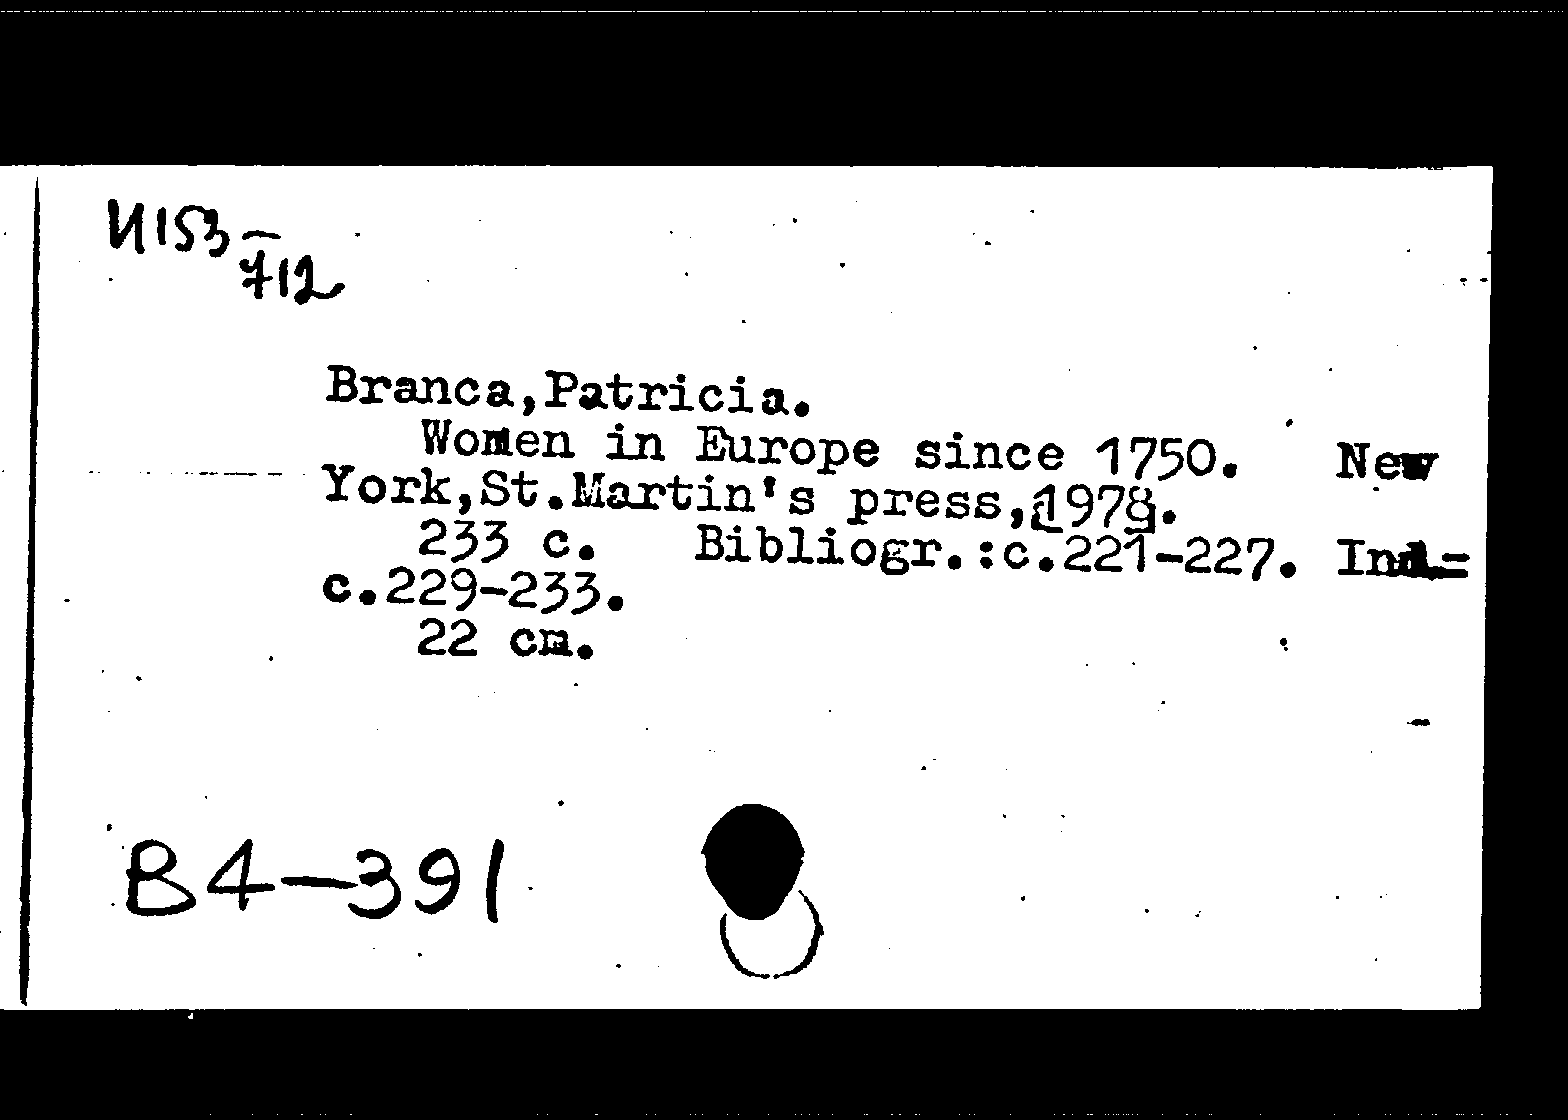 И153-
712
Branca,Patricia.
Women in Europe since 1750. New
York,St.Martin's press,1978.
233 c. Bibliogr.:c.221-227. Ind.=
c.229-233.
22 cm.
B4-391